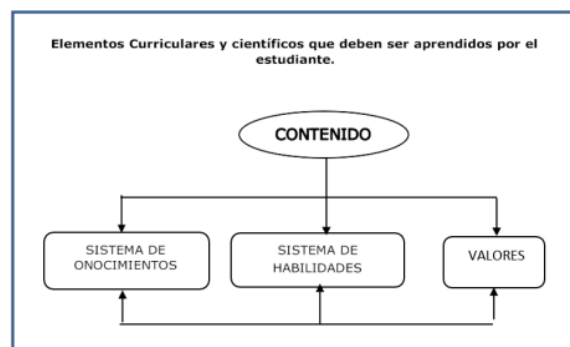 Elementos Curriculares y científicos que deben ser aprendidos por el
estudiante.
CONTENIDO
SISTEMA DE
ONOCIMIENTOS
SISTEMA DE
HABILIDADES
VALORES